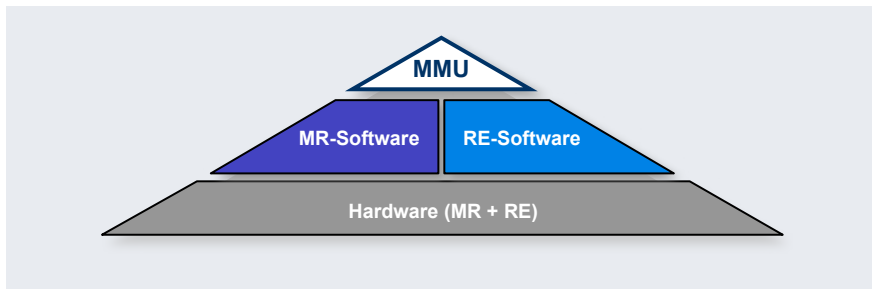 MMU
MR-Software
RE-Software
Hardware (MR + RE)